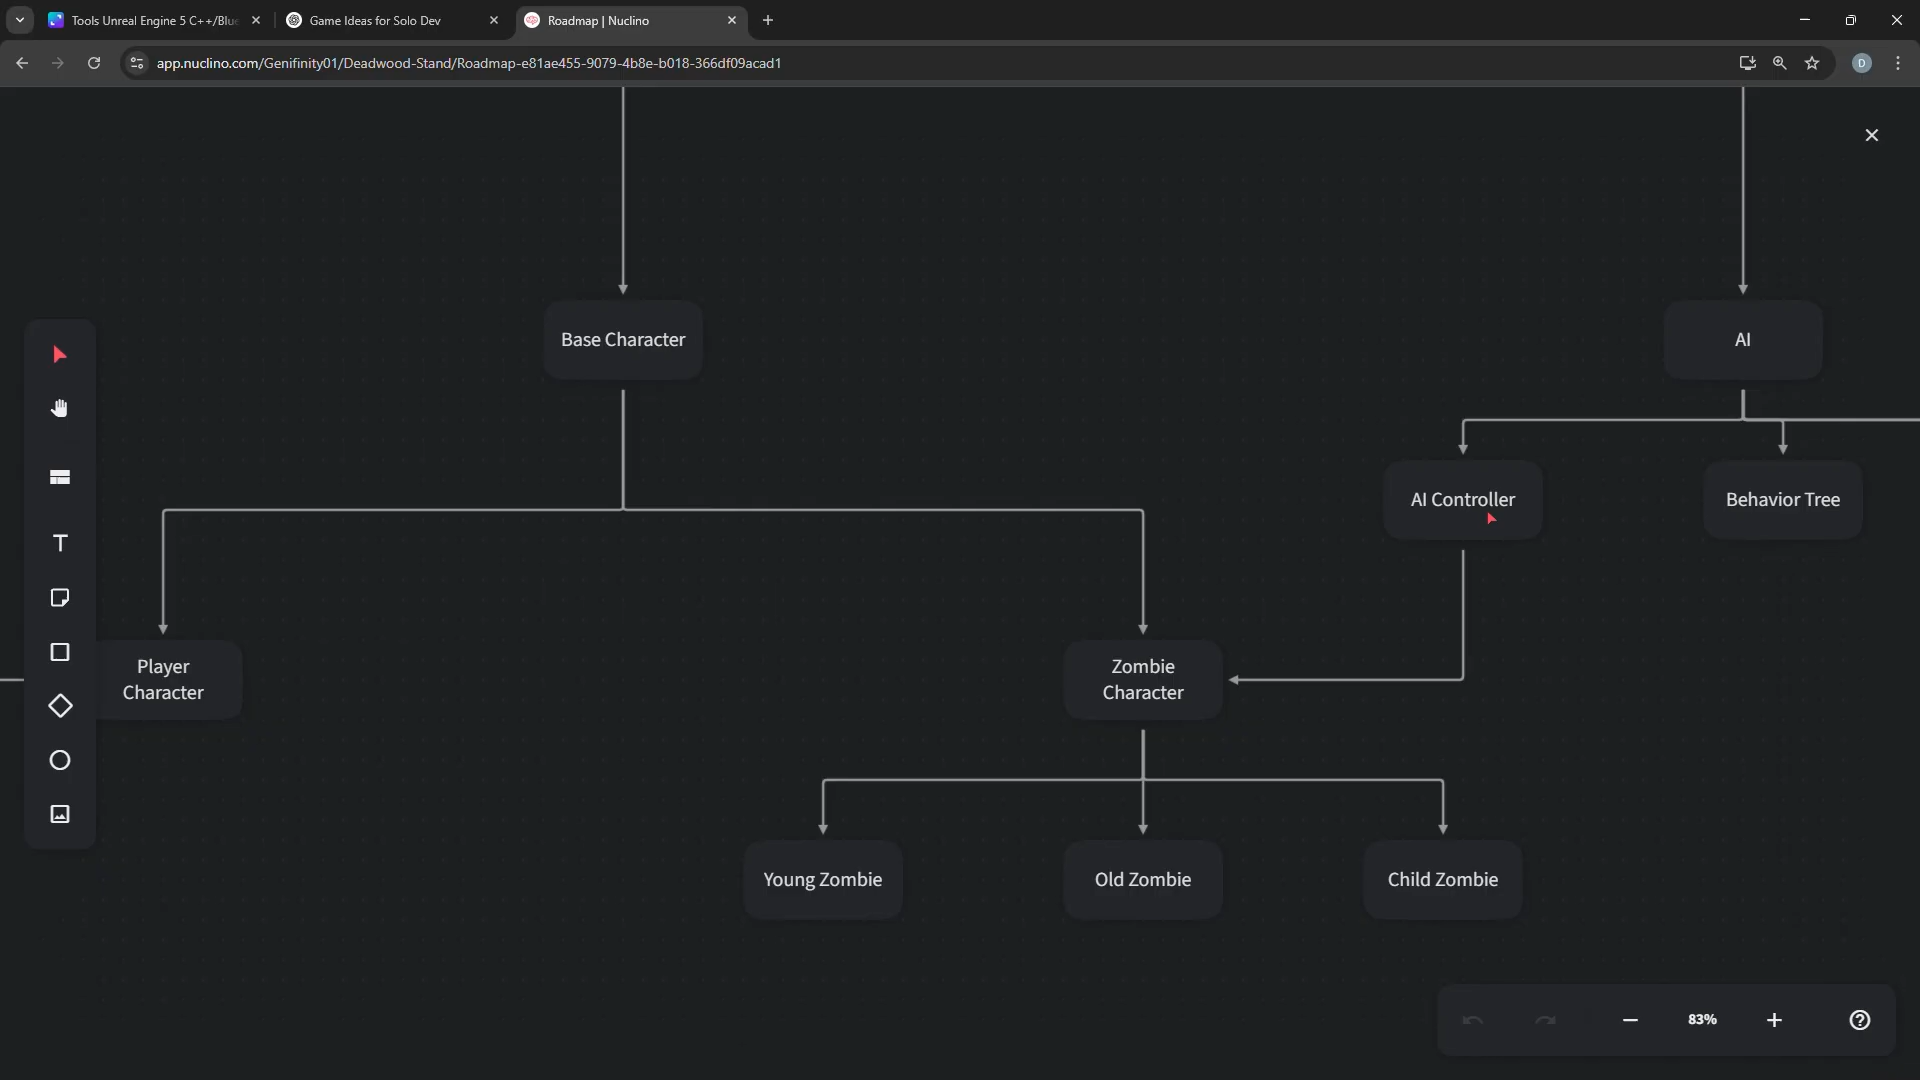 Tools Unreal Engine 5 C++/Blu
Game Ideas for Solo Dev
Roadmap | Nuclino
app.nuclino.com/Genifinity01/Deadwood-Stand/Roadmap-e81ae455-9079-4b8e-b018-366df09acad1
D
Base Character
AI
AI Controller
Behavior Tree
Player
Character
Zombie
Character
Young Zombie
Old Zombie
Child Zombie
T
83%